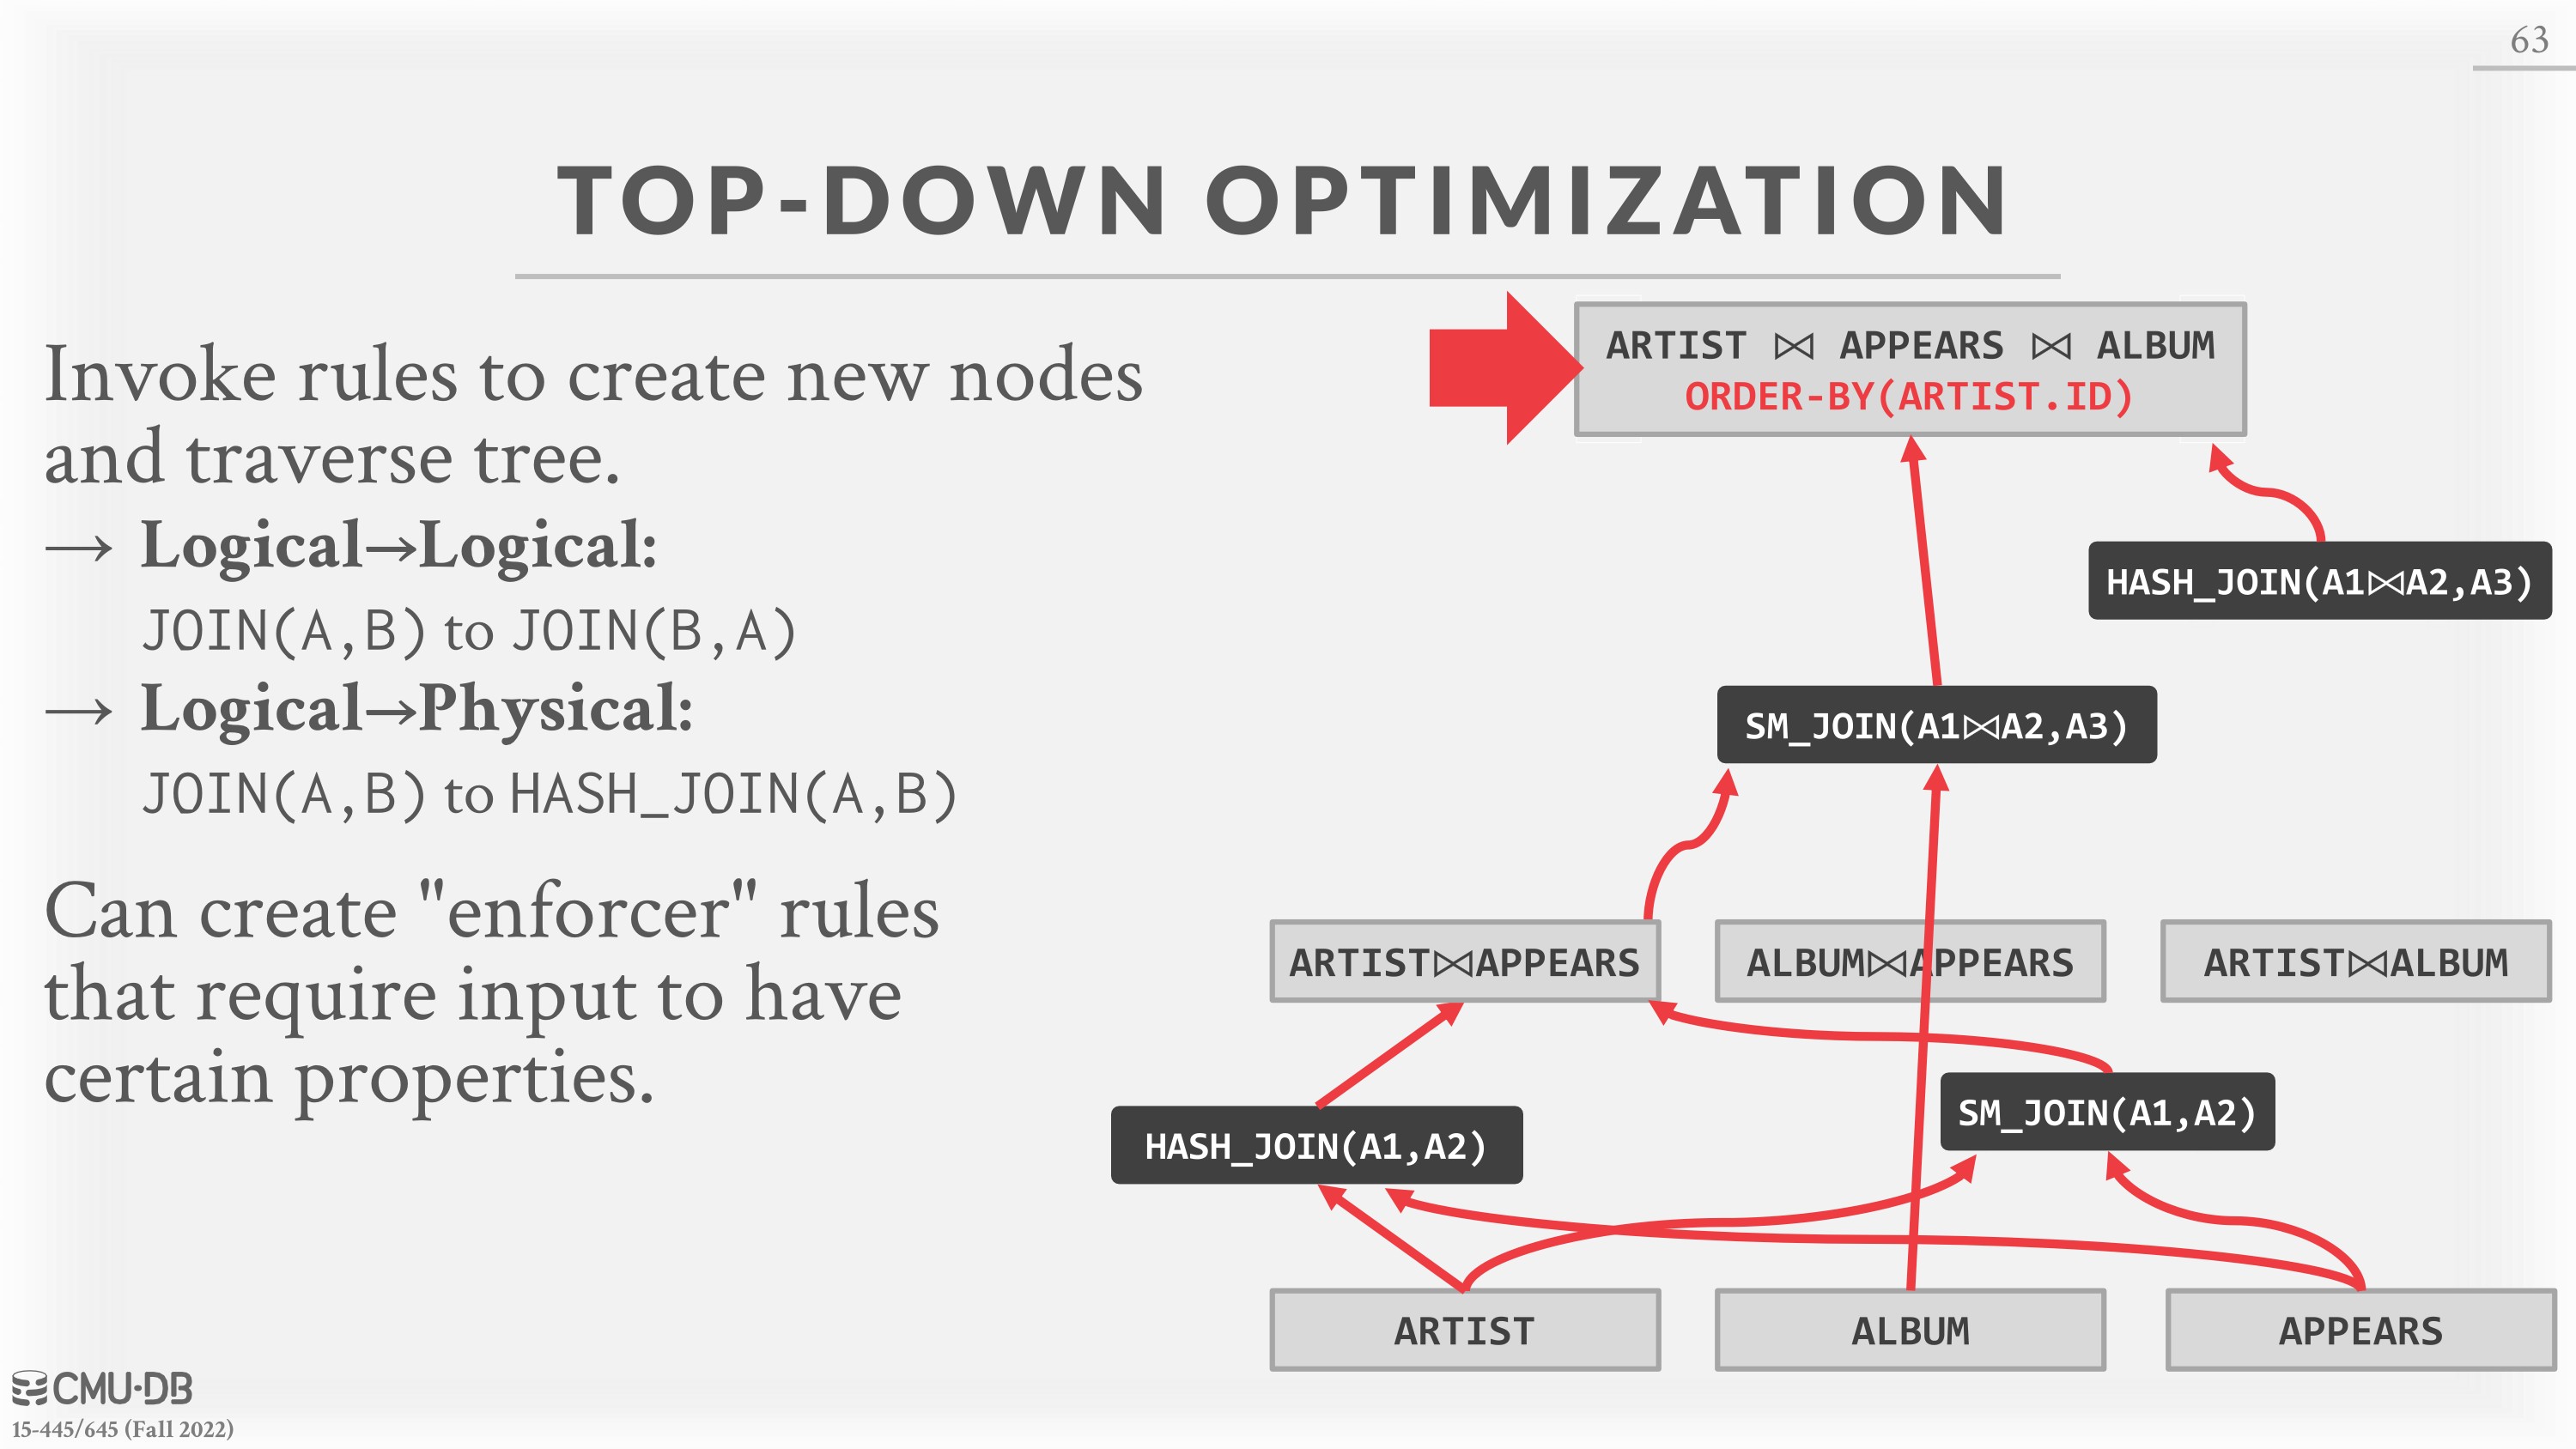 63
TOP-DOWN OPTIMIZATION
Invoke rules to create new nodes
and traverse tree.
→ Logical→Logical:
JOIN(A,B) to JOIN(B,A)
→ Logical→Physical:
JOIN(A,B) to HASH_JOIN(A,B)
Can create "enforcer" rules
that require input to have
certain properties.
ARTIST ⋈ APPEARS ⋈ ALBUM
ORDER-BY(ARTIST.ID)
HASH_JOIN(A1⋈A2,A3)
SM_JOIN(A1⋈A2,A3)
ARTIST⋈APPEARS
ALBUM⋈APPEARS
ARTIST⋈ALBUM
HASH_JOIN(A1,A2)
SM_JOIN(A1,A2)
ARTIST
ALBUM
APPEARS
CMU·DB
15-445/645 (Fall 2022)